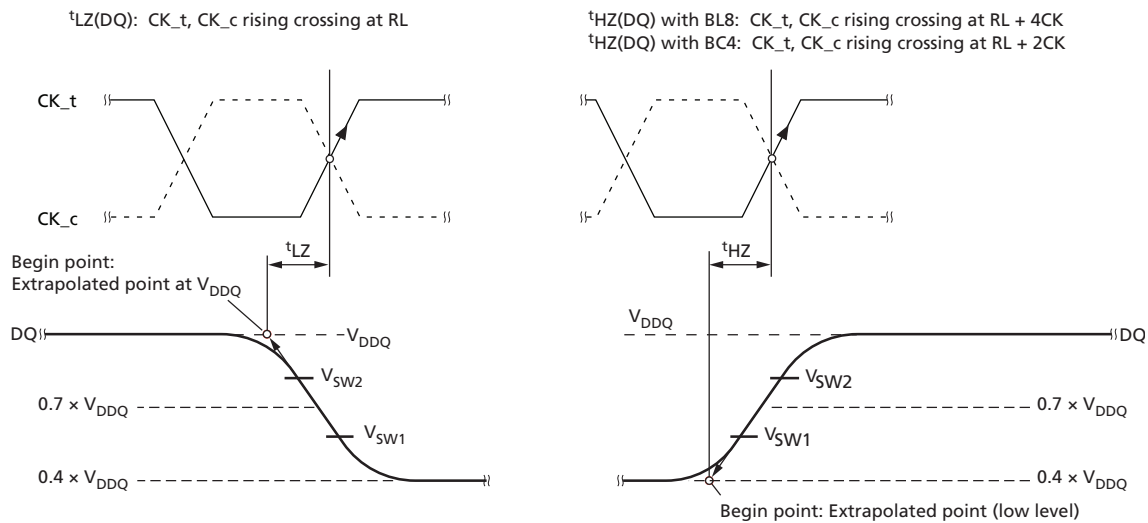 tLZ(DQ): CK_t, CK_c rising crossing at RL
tHZ(DQ) with BL8: CK_t, CK_c rising crossing at RL + 4CK
tHZ(DQ) with BC4: CK_t, CK_c rising crossing at RL + 2CK
CK_t
CK_c
tLZ
Begin point:
Extrapolated point at VDDQ
DQ
VDDQ
VSW2
0.7 × VDDQ
VSW1
0.4 × VDDQ
tHZ
VDDQ
DQ
VSW2
0.7 × VDDQ
VSW1
0.4 × VDDQ
Begin point: Extrapolated point (low level)